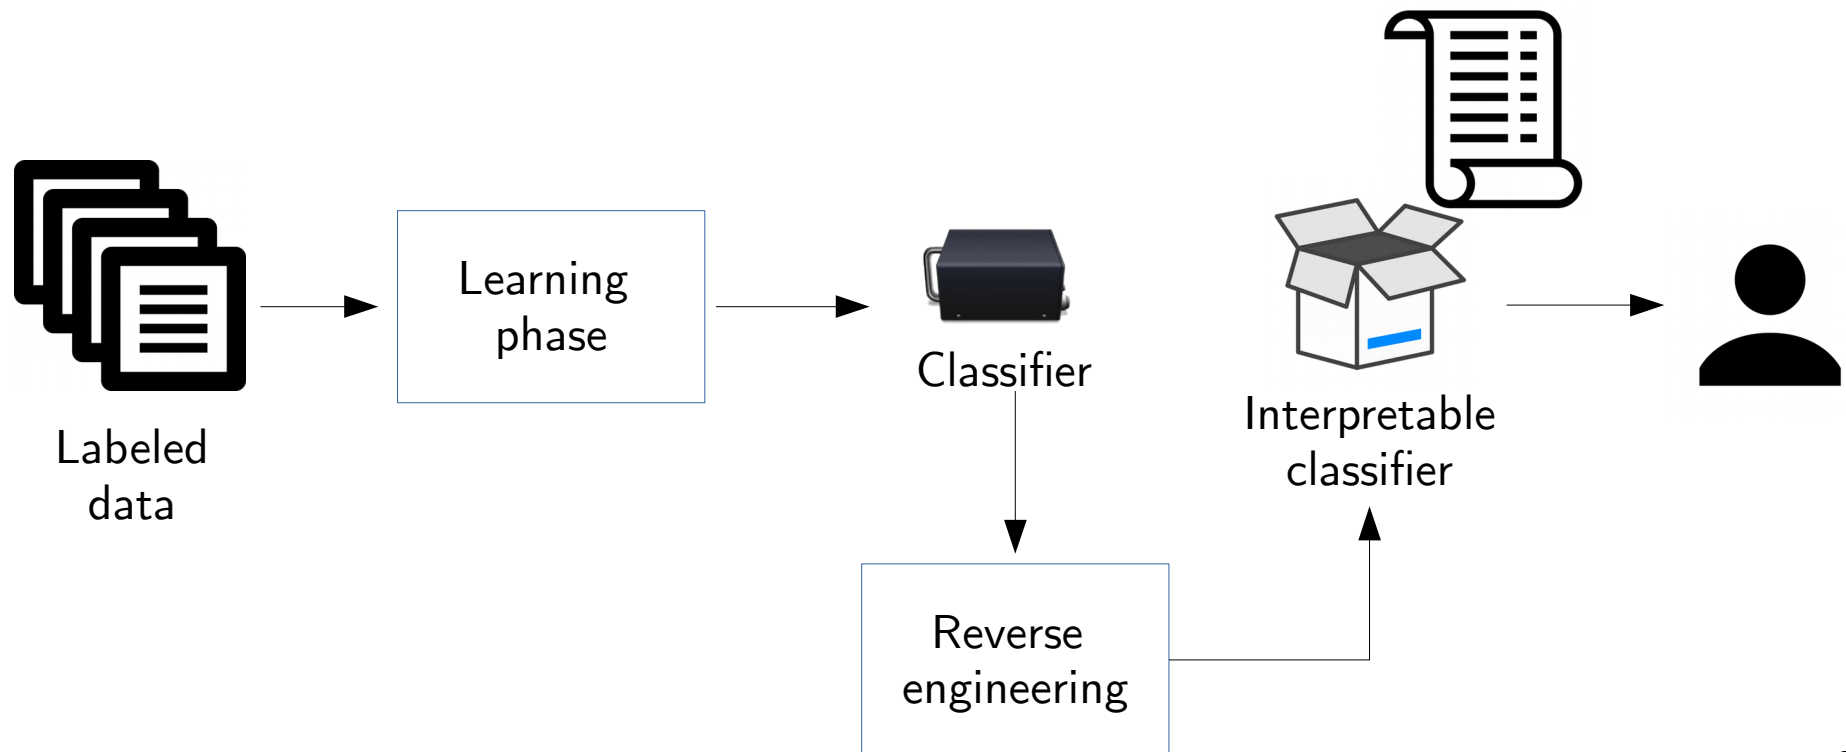 Labeled
data
Learning
phase
Classifier
Reverse
engineering
Interpretable
classifier